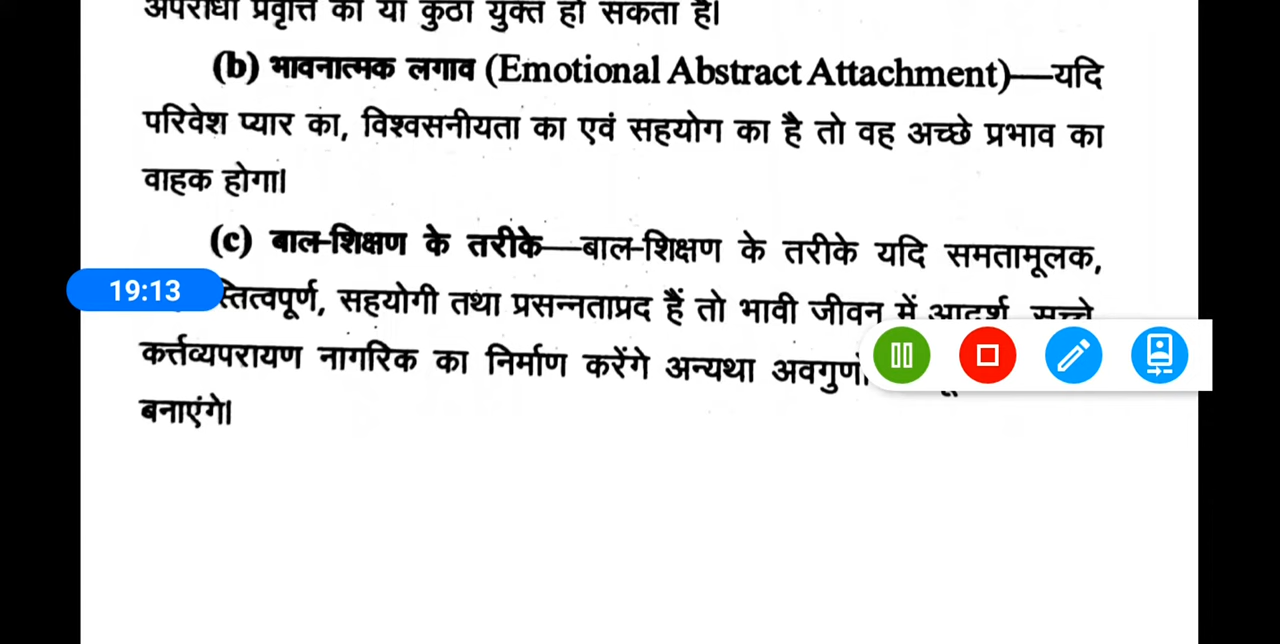 अपराधी प्रवृत्ति का या कुंठा युक्त हो सकता है।
(b) भावनात्मक लगाव (Emotional Abstract Attachment)—यदि
परिवेश प्यार का, विश्वसनीयता का एवं सहयोग का है तो वह अच्छे प्रभाव का
वाहक होगा।
(c) बाल-शिक्षण के तरीके—बाल-शिक्षण के तरीके यदि समतामूलक,
19:13
स्तित्वपूर्ण, सहयोगी तथा प्रसन्नताप्रद हैं तो भावी जीवन में आदर्श, सच्चे
कर्त्तव्यपरायण नागरिक का निर्माण करेंगे अन्यथा
बनाएंगे।